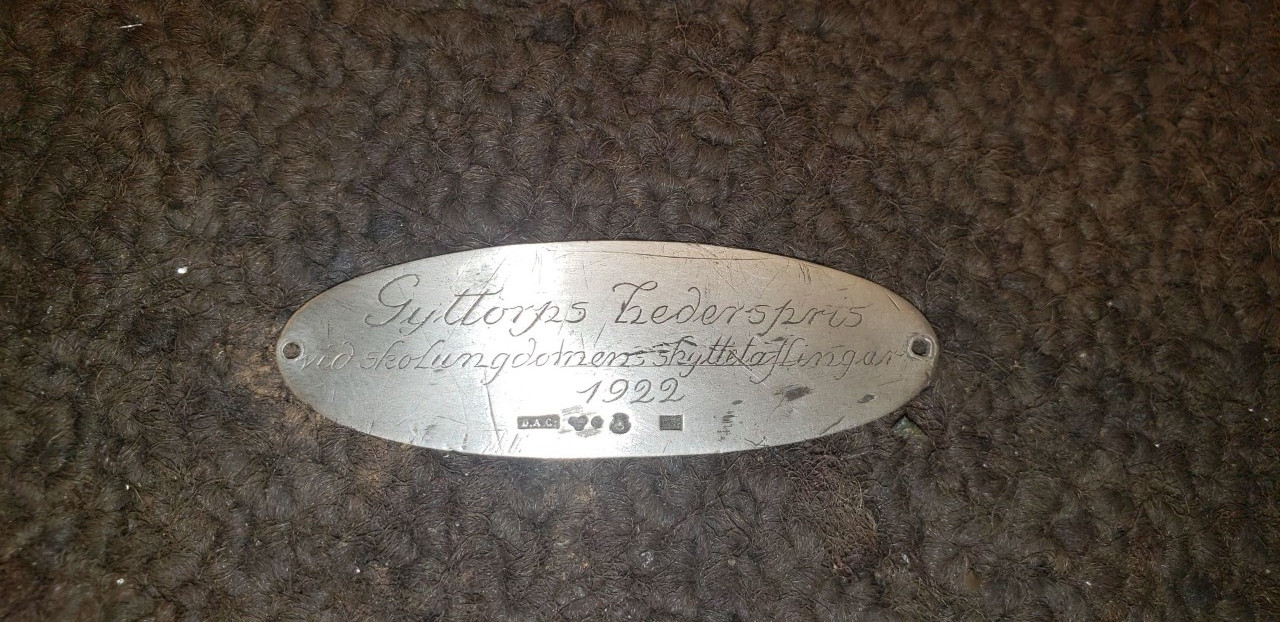 Gyttorps hederspris
vid skolungdomens skyttetäflingar
1922